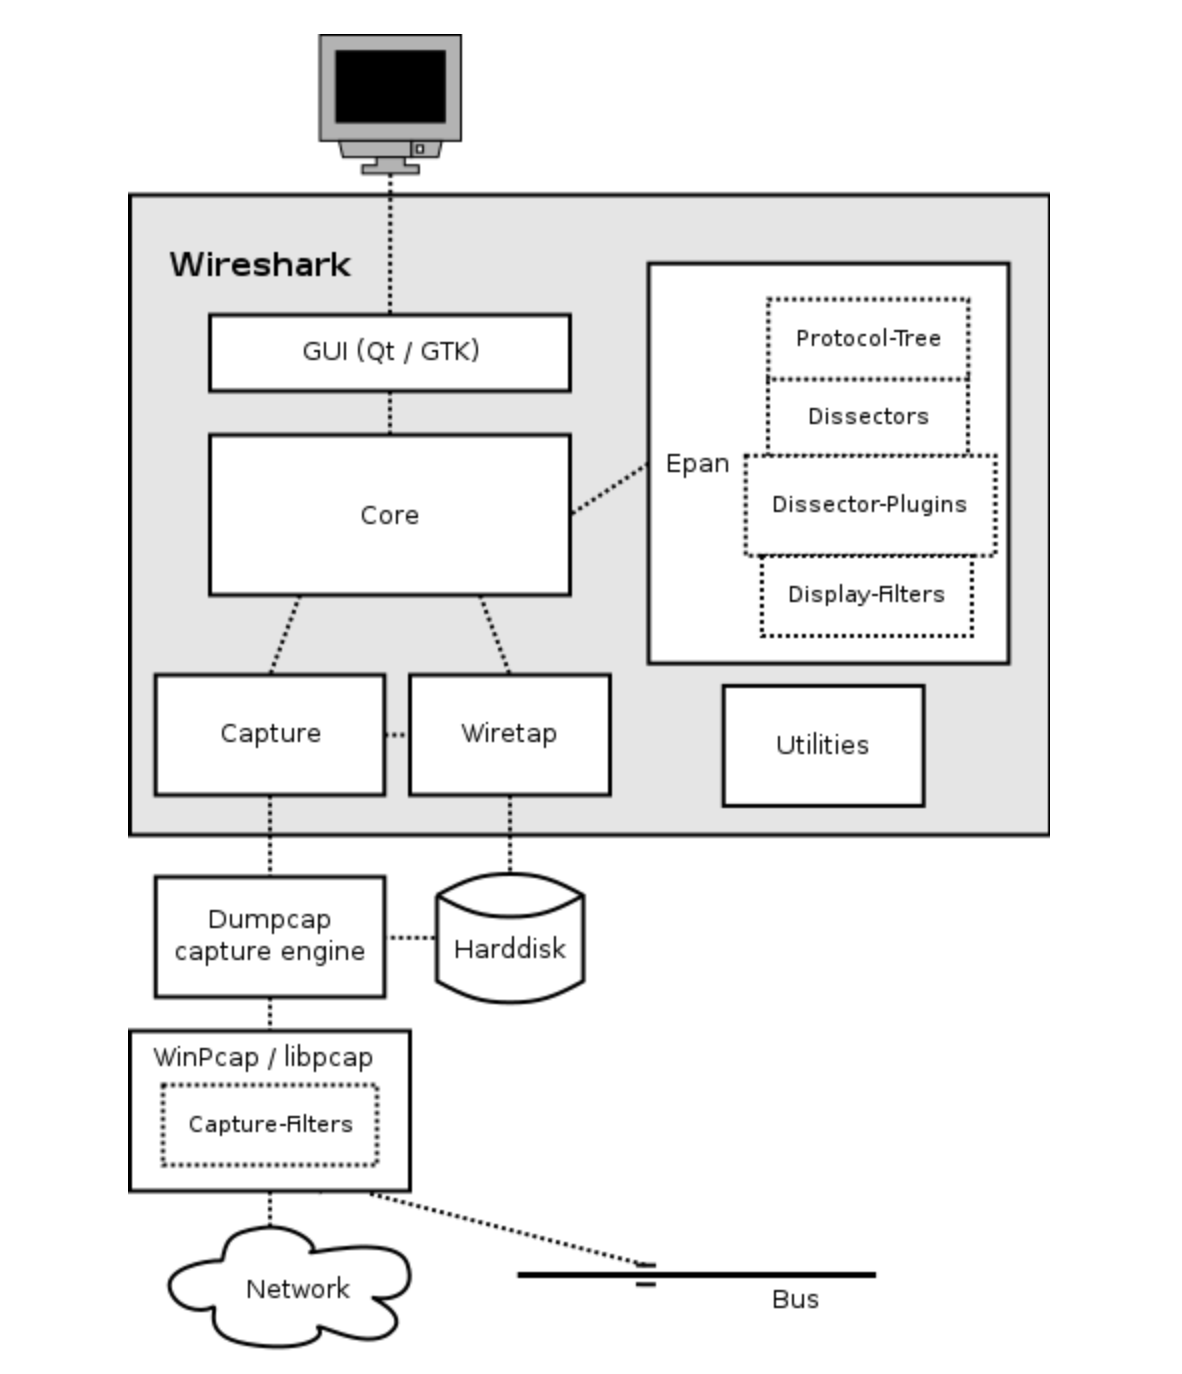 Wireshark
GUI (Qt / GTK)
Core
Epan
Protocol-Tree
Dissectors
Dissector-Plugins
Display-Filters
Capture
Wiretap
Utilities
Dumpcap
capture engine
Harddisk
WinPcap / libpcap
Capture-Filters
Network
Bus